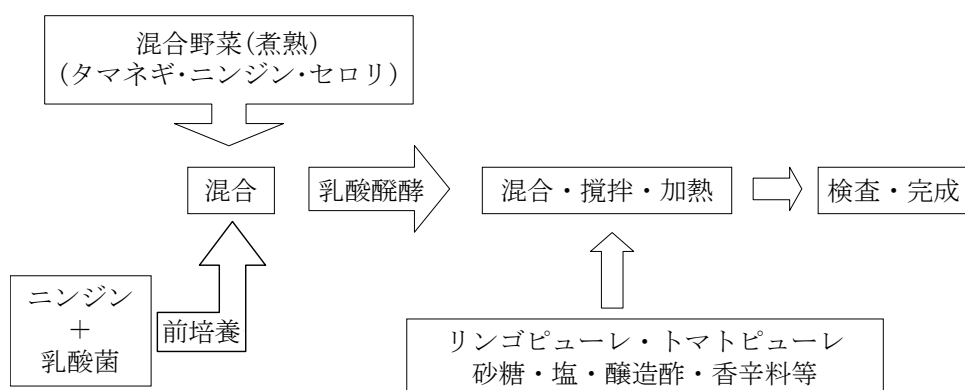 混合野菜(煮熟)
(タマネギ・ニンジン・セロリ)
混合
乳酸醗酵
混合・撹拌・加熱
検査・完成
ニンジン
+
乳酸菌
前培養
リンゴピューレ・トマトピューレ
砂糖・塩・醸造酢・香辛料等